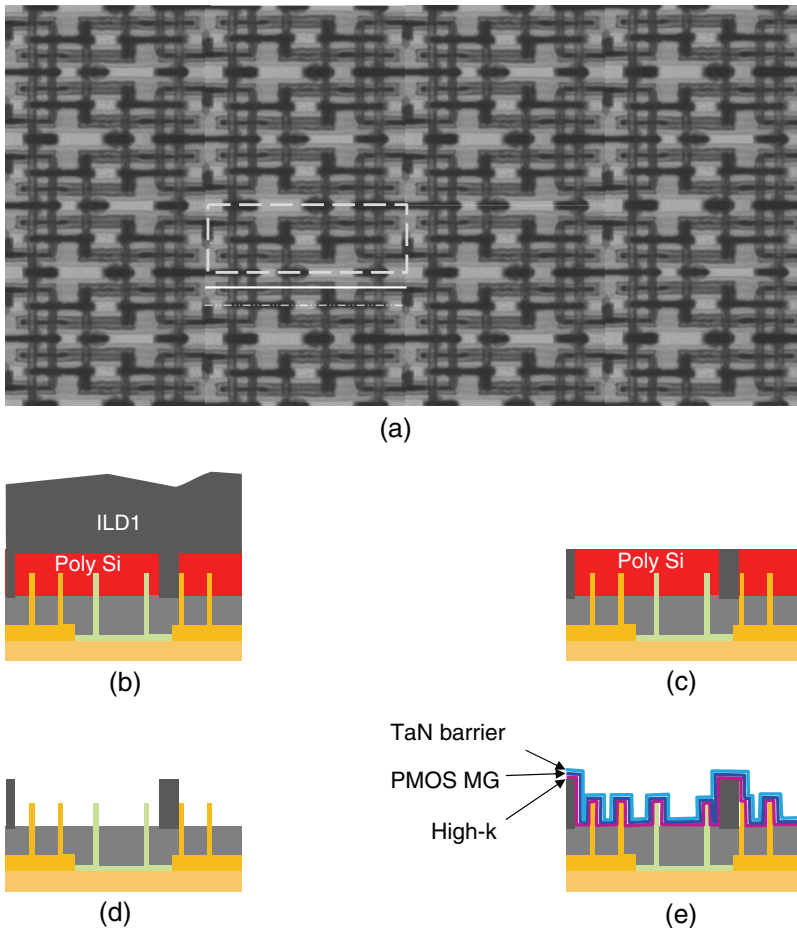 (a)
ILD1
Poly Si
Poly Si
(b)
(c)
TaN barrier
PMOS MG
High-k
(d)
(e)